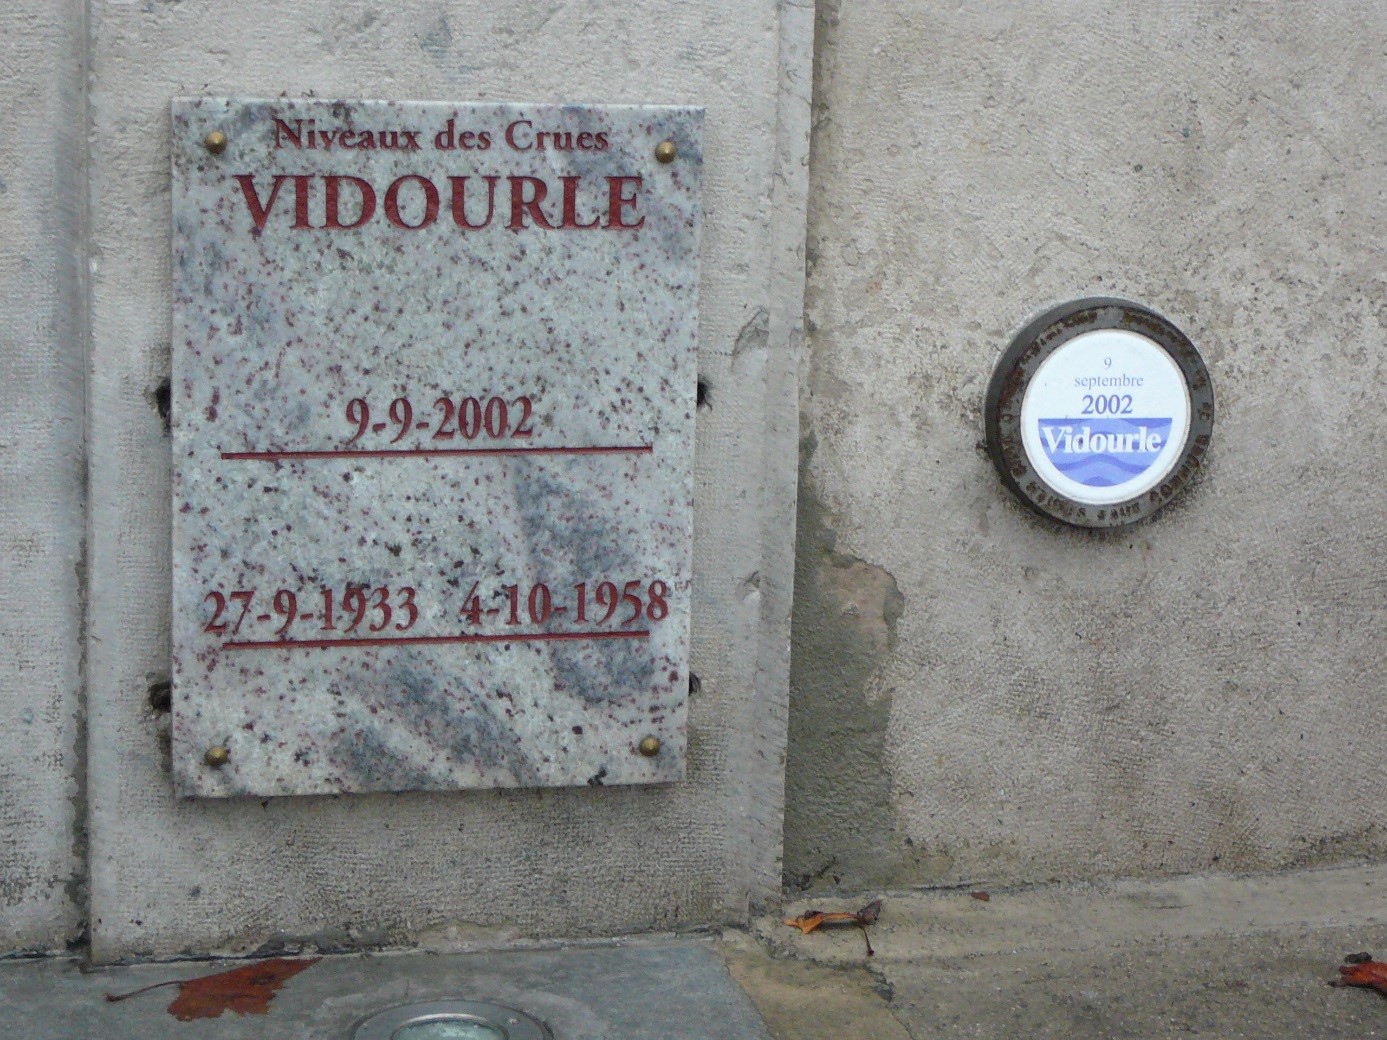 Niveaux des Crues
VIDOURLE
9-9-2002
27-9-1933 4-10-1958
9
septembre
2002
Vidourle